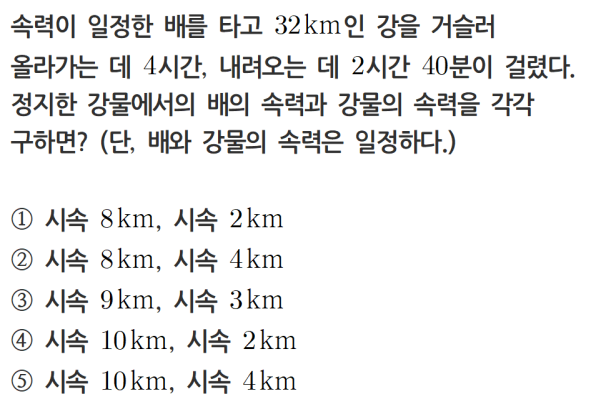 속력이 일정한 배를 타고 32km인 강을 거슬러
올라가는 데 4시간, 내려오는 데 2시간 40분이 걸렸다.
정지한 강물에서의 배의 속력과 강물의 속력을 각각
구하면? (단, 배와 강물의 속력은 일정하다.)
① 시속 8km, 시속 2km
② 시속 8km, 시속 4km
③ 시속 9km, 시속 3km
④ 시속 10km, 시속 2km
⑤ 시속 10km, 시속 4km